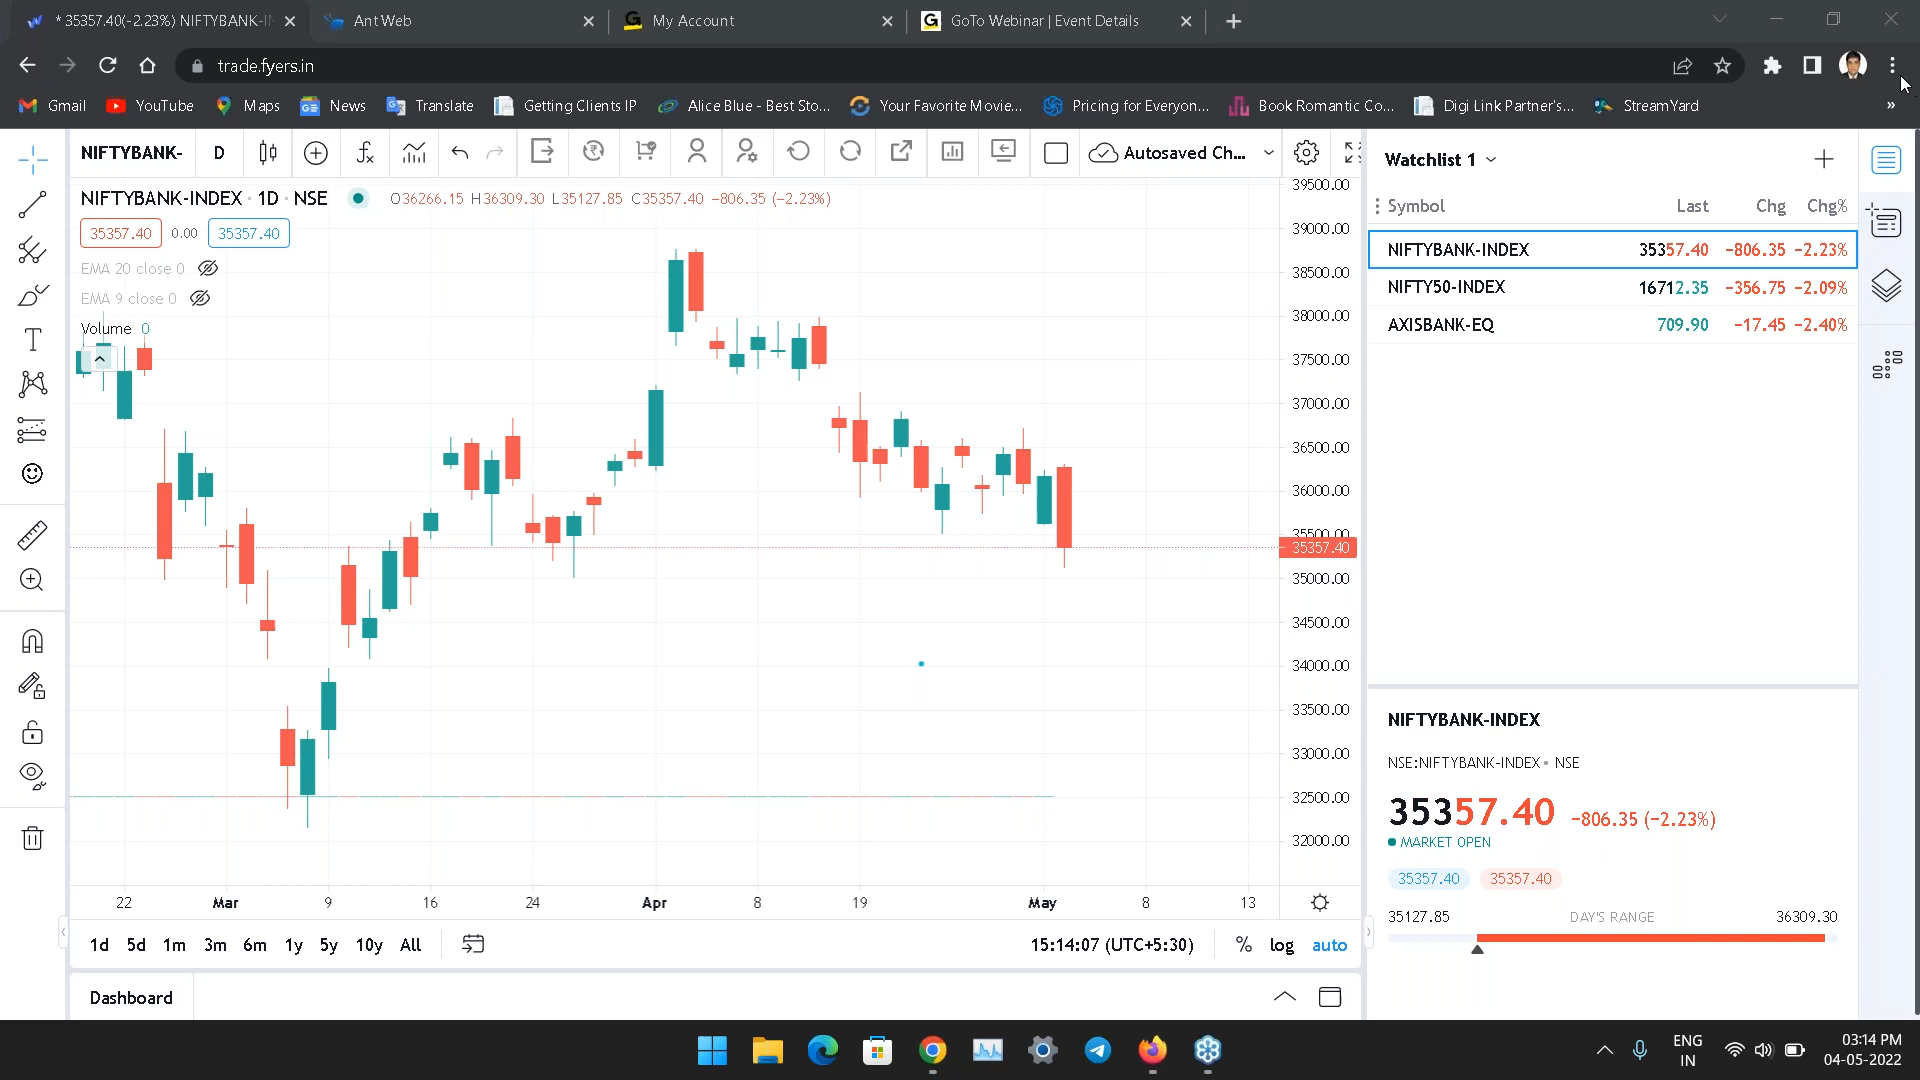 * 35357.40(-2.23%) NIFTYBANK-IN
Ant Web
My Account
GoTo Webinar | Event Details
trade.fyers.in
Gmail
YouTube
Maps
News
Translate
Getting Clients IP
Alice Blue - Best Sto...
Your Favorite Movie...
Pricing for Everyon...
Book Romantic Co...
Digi Link Partner's...
StreamYard
»
NIFTYBANK-
D
Autosaved Ch...
NIFTYBANK-INDEX · 1D · NSE
O36266.15 H36309.30 L35127.85 C35357.40 −806.35 (−2.23%)
35357.40 0.00 35357.40
EMA 20 close 0
EMA 9 close 0
Volume 0
39500.00
39000.00
38500.00
38000.00
37500.00
37000.00
36500.00
36000.00
35500.00
35357.40
35000.00
34500.00
34000.00
33500.00
33000.00
32500.00
32000.00
22 Mar 9 16 24 Apr 8 19 May 8 13
1d 5d 1m 3m 6m 1y 5y 10y All
15:14:07 (UTC+5:30)
% log auto
Dashboard
Watchlist 1
Symbol Last Chg Chg%
NIFTYBANK-INDEX 35357.40 −806.35 −2.23%
NIFTY50-INDEX 16712.35 −356.75 −2.09%
AXISBANK-EQ 709.90 −17.45 −2.40%
NIFTYBANK-INDEX
NSE:NIFTYBANK-INDEX • NSE
35357.40 −806.35 (−2.23%)
MARKET OPEN
35357.40 35357.40
35127.85 DAY'S RANGE 36309.30
ENG
IN
03:14 PM
04-05-2022